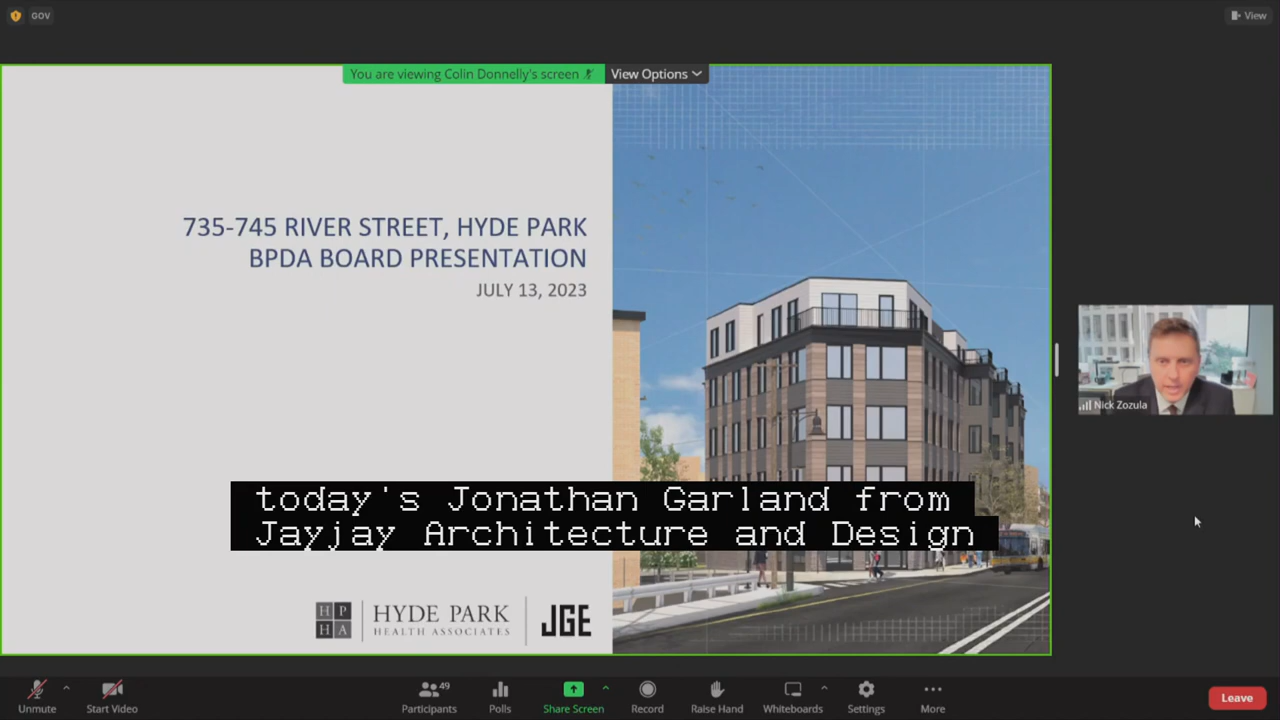 GOV
View
You are viewing Colin Donnelly's screen
View Options
735-745 RIVER STREET, HYDE PARK
BPDA BOARD PRESENTATION
JULY 13, 2023
Nick Zozula
today's Jonathan Garland from
Jayjay Architecture and Design
HP
HA
HYDE PARK
HEALTH ASSOCIATES
JGE
49
Unmute
Start Video
Participants
Polls
Share Screen
Record
Raise Hand
Whiteboards
Settings
More
Leave